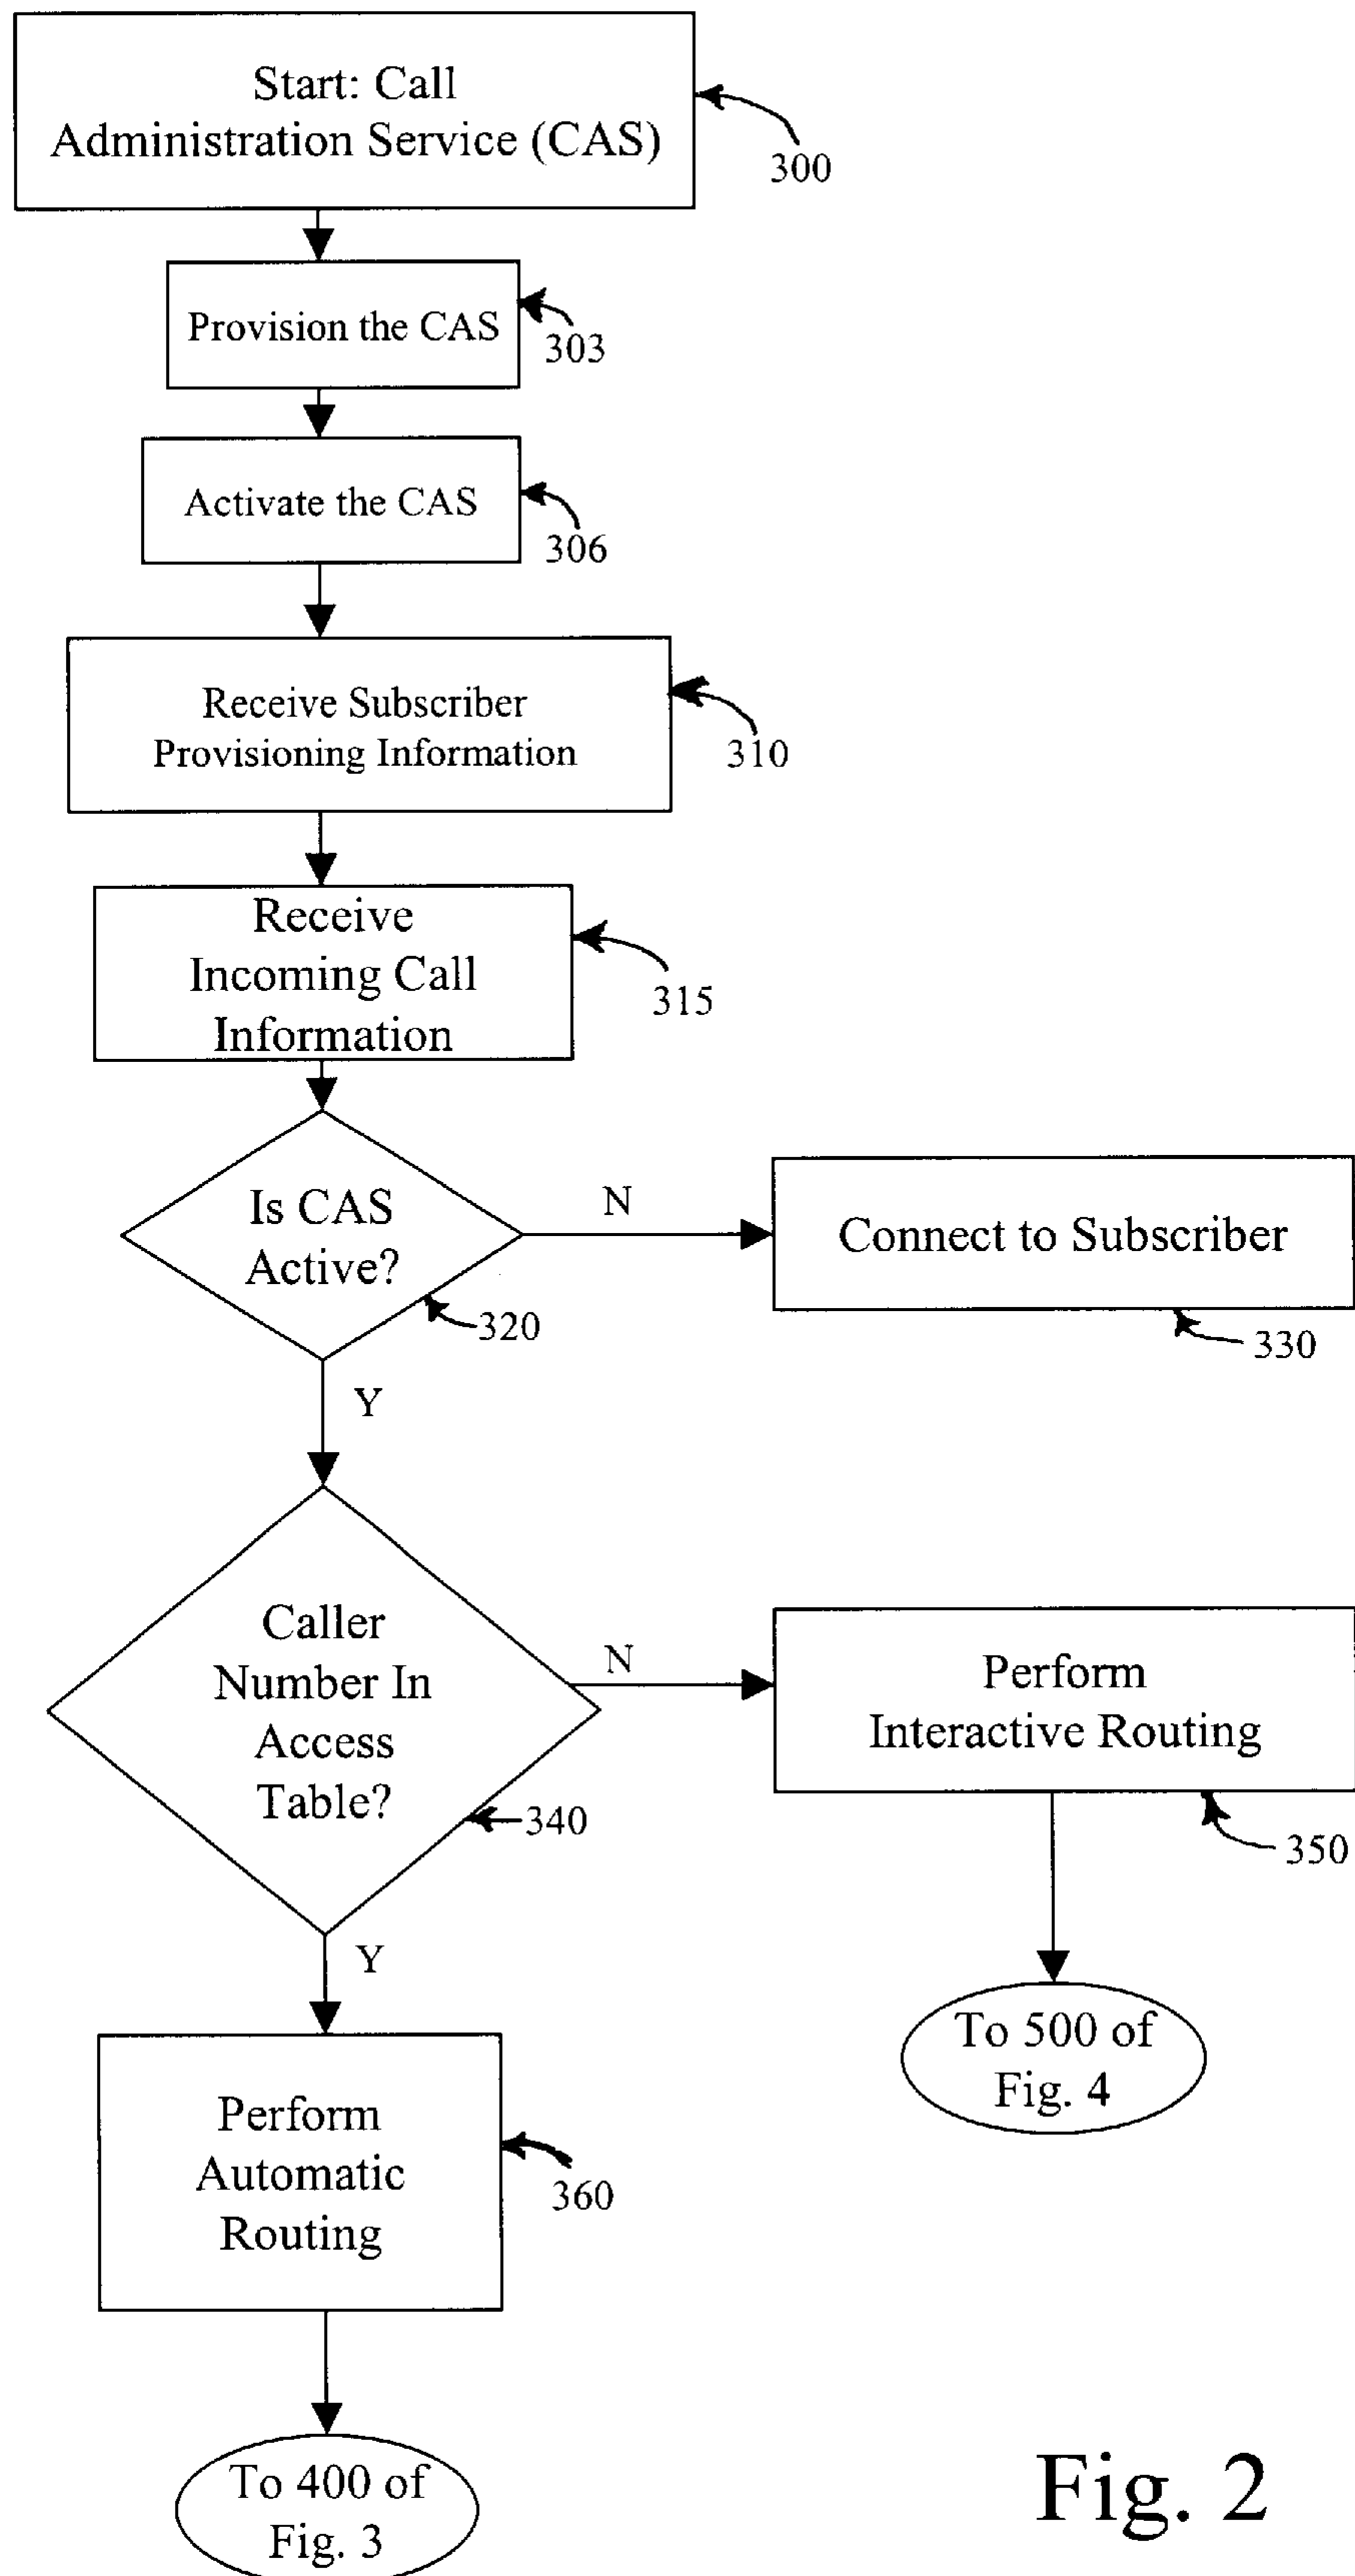 Start: Call
Administration Service (CAS)
300
Provision the CAS
303
Activate the CAS
306
Receive Subscriber
Provisioning Information
310
Receive
Incoming Call
Information
315
Is CAS
Active?
320
N
Connect to Subscriber
330
Y
Caller
Number In
Access
Table?
340
N
Perform
Interactive Routing
350
To 500 of
Fig. 4
Y
Perform
Automatic
Routing
360
To 400 of
Fig. 3
Fig. 2